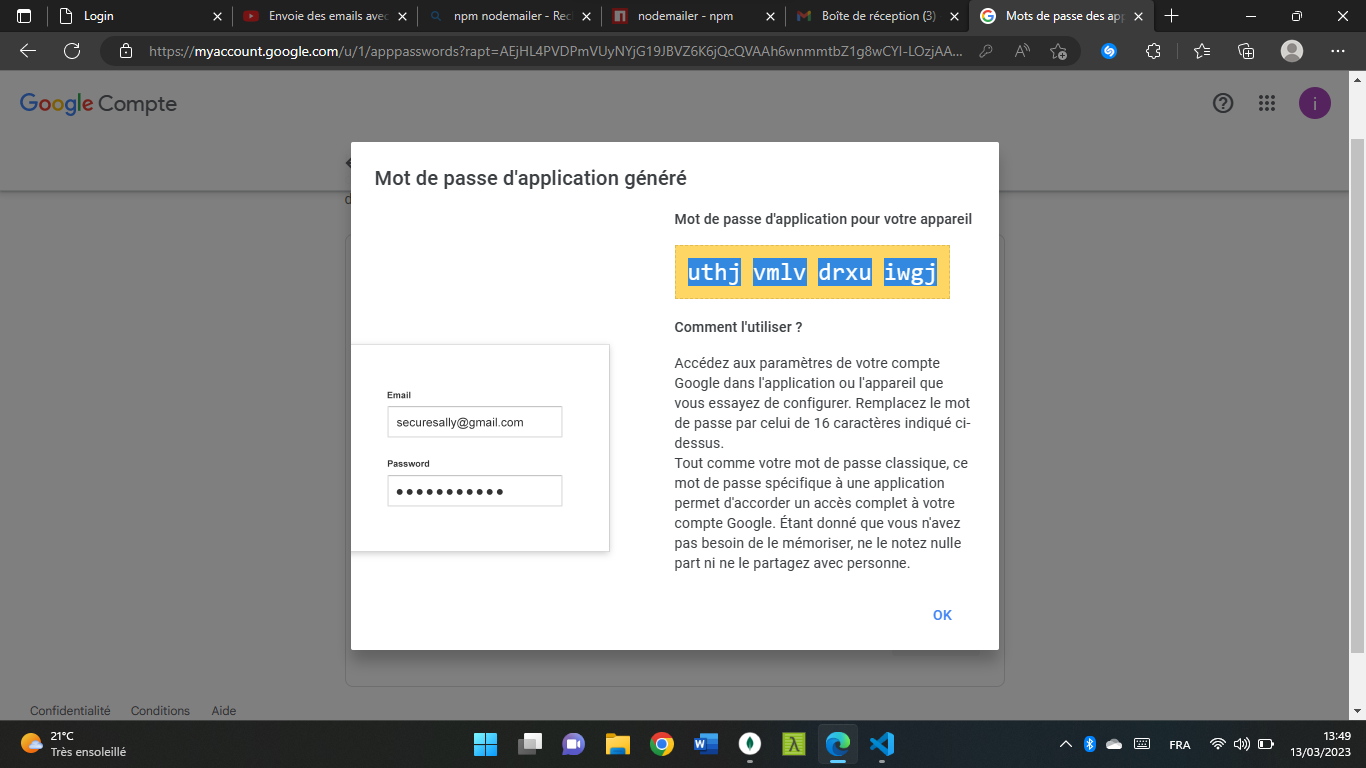 Login
Envoie des emails avec
npm nodemailer - Rec
nodemailer - npm
Boîte de réception (3)
Mots de passe des app
https://myaccount.google.com/u/1/apppasswords?rapt=AEjHL4PVDPmVUyNYjG19JBVZ6K6jQcQVAAh6wnmmtbZ1g8wCYI-LOzjAA...
Google Compte
i
Mot de passe d'application généré
Mot de passe d'application pour votre appareil
uthj vmlv drxu iwgj
Comment l'utiliser ?
Accédez aux paramètres de votre compte
Google dans l'application ou l'appareil que
vous essayez de configurer. Remplacez le mot
de passe par celui de 16 caractères indiqué ci-
dessus.
Tout comme votre mot de passe classique, ce
mot de passe spécifique à une application
permet d'accorder un accès complet à votre
compte Google. Étant donné que vous n'avez
pas besoin de le mémoriser, ne le notez nulle
part ni ne le partagez avec personne.
Email
securesally@gmail.com
Password
OK
Confidentialité
Conditions
Aide
21°C
Très ensoleillé
FRA
13:49
13/03/2023